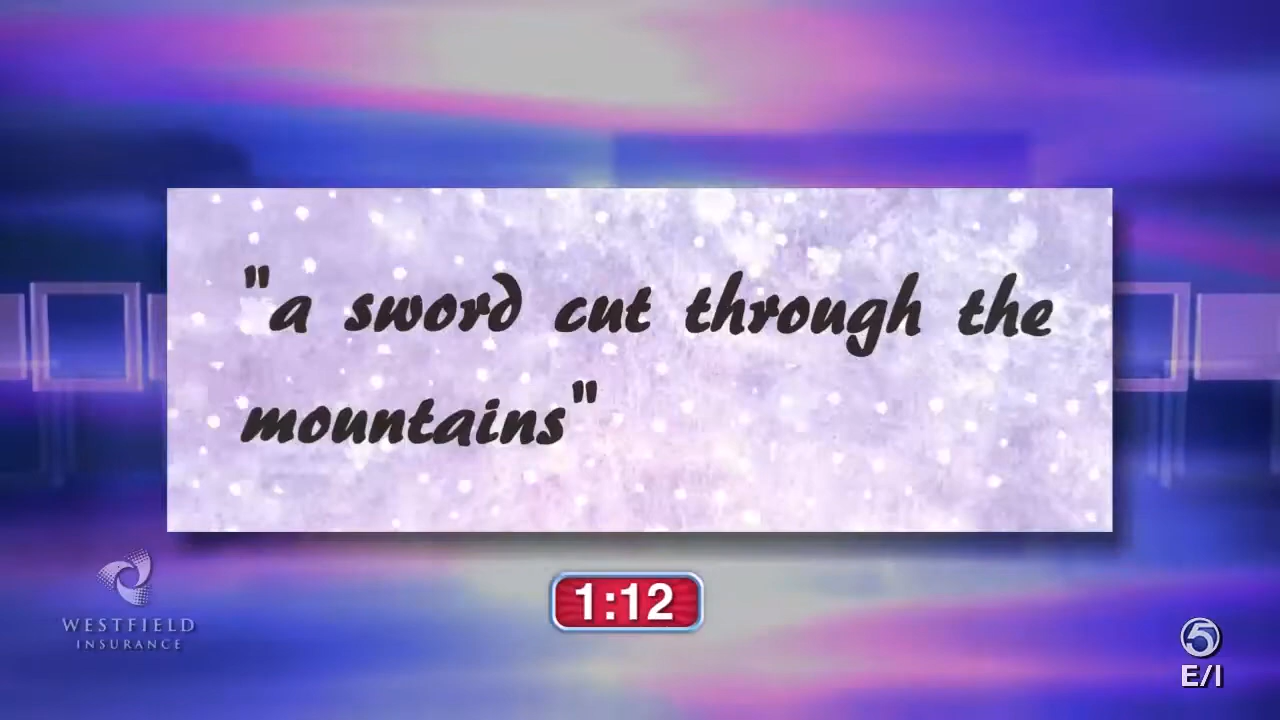 "a sword cut through the
mountains"
1:12
WESTFIELD
INSURANCE
5
E/I